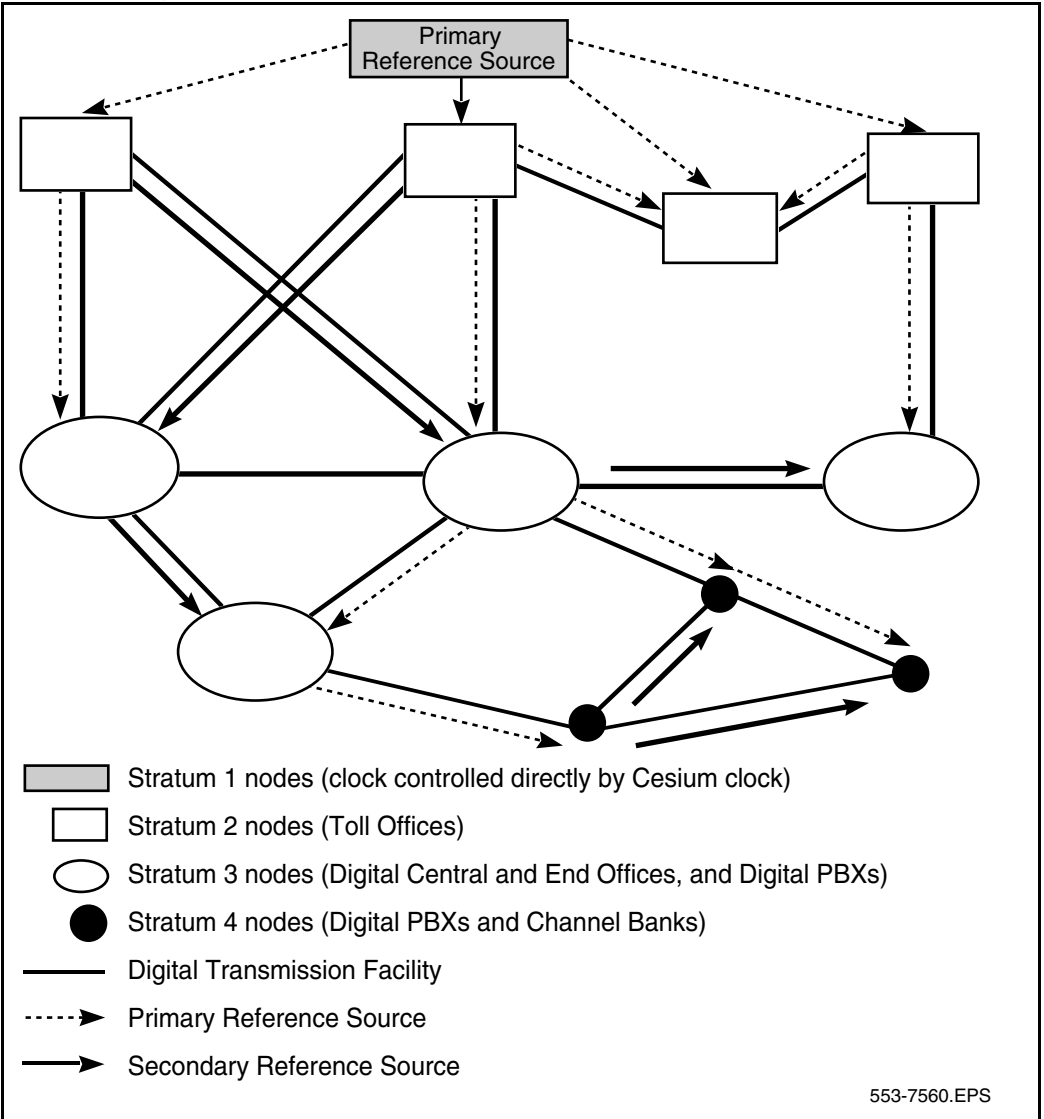 Primary
Reference Source
Stratum 1 nodes (clock controlled directly by Cesium clock)
Stratum 2 nodes (Toll Offices)
Stratum 3 nodes (Digital Central and End Offices, and Digital PBXs)
Stratum 4 nodes (Digital PBXs and Channel Banks)
Digital Transmission Facility
Primary Reference Source
Secondary Reference Source
553-7560.EPS